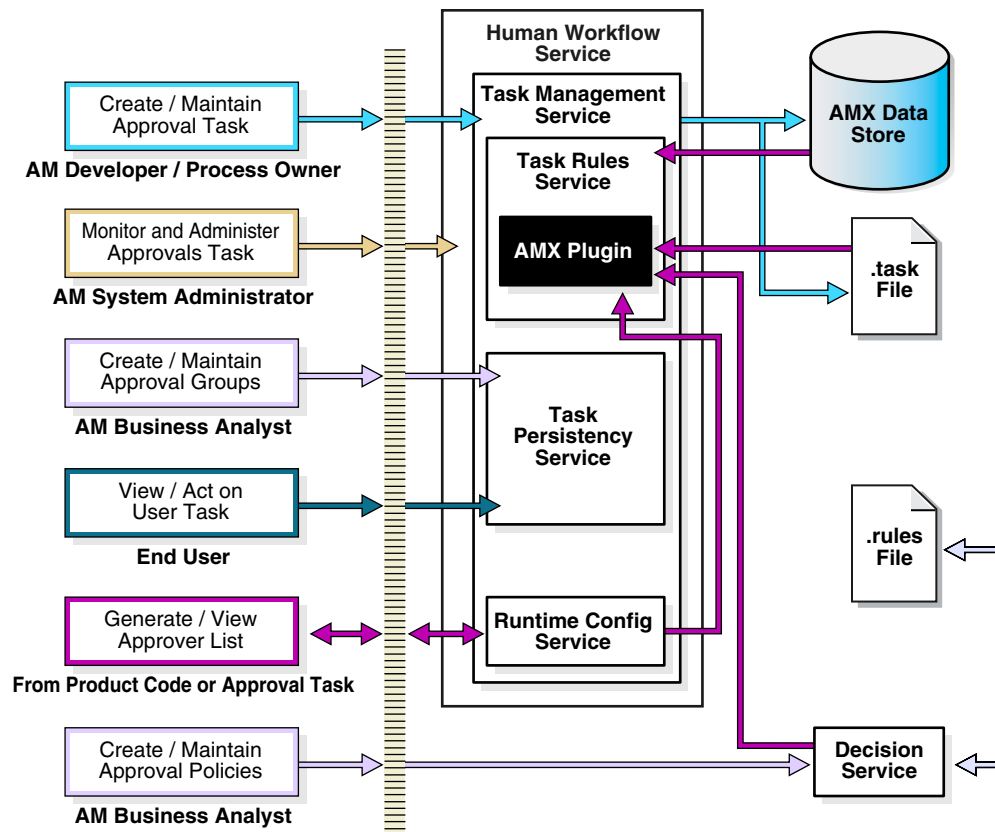 Human Workflow
Service
Create / Maintain
Approval Task
AM Developer / Process Owner
Monitor and Administer
Approvals Task
AM System Administrator
Create / Maintain
Approval Groups
AM Business Analyst
View / Act on
User Task
End User
Generate / View
Approver List
From Product Code or Approval Task
Create / Maintain
Approval Policies
AM Business Analyst
Task Management
Service
Task Rules
Service
AMX Plugin
Task
Persistency
Service
Runtime Config
Service
AMX Data
Store
.task
File
.rules
File
Decision
Service